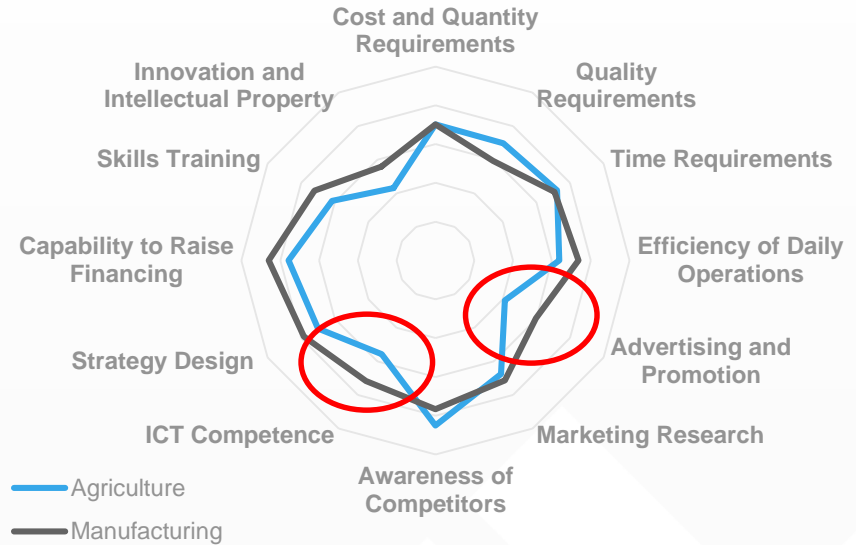 Cost and Quantity
Requirements
Innovation and
Intellectual Property
Quality
Requirements
Skills Training
Time Requirements
Capability to Raise
Financing
Efficiency of Daily
Operations
Strategy Design
Advertising and
Promotion
ICT Competence
Marketing Research
Awareness of
Competitors
Agriculture
Manufacturing